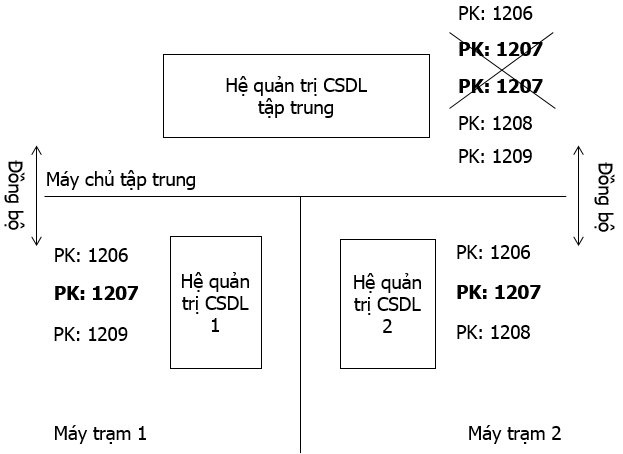 PK: 1206
PK: 1207
PK: 1207
PK: 1208
PK: 1209
Hệ quản trị CSDL
tập trung
Đồng bộ
Máy chủ tập trung
Đồng bộ
PK: 1206
PK: 1207
PK: 1209
Hệ quản
trị CSDL
1
Hệ quản
trị CSDL
2
PK: 1206
PK: 1207
PK: 1208
Máy trạm 1
Máy trạm 2